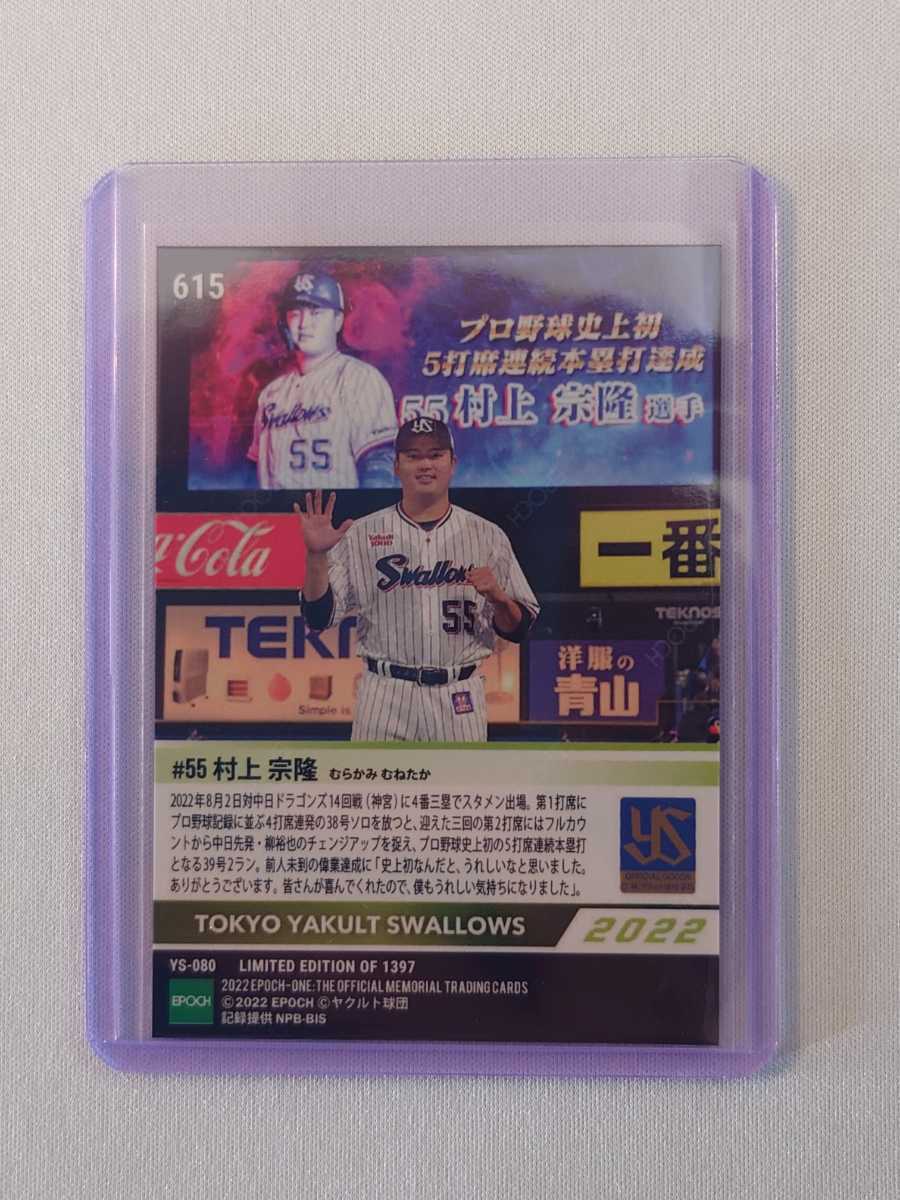 615
プロ野球史上初
5打席連続本塁打達成
55 村上 宗隆 選手
Swallows
55
YS
Coca-Cola
一番
Yakult
1000
Swallows
55
TEKNOS
洋服の
青山
Simple is
#55 村上 宗隆 むらかみ むねたか
2022年8月2日対中日ドラゴンズ14回戦(神宮)に4番三塁でスタメン出場。第1打席に
プロ野球記録に並ぶ4打席連発の38号ソロを放つと、迎えた三回の第2打席にはフルカウ
ントから中日先発・柳裕也のチェンジアップを捉え、プロ野球史上初の5打席連続本塁打
となる39号2ラン。前人未到の偉業達成に「史上初なんだと、うれしいなと思いました。
ありがとうございます。皆さんが喜んでくれたので、僕もうれしい気持ちになりました」。
YS
OFFICIAL GOODS
TOKYO YAKULT SWALLOWS
2022
YS-080 LIMITED EDITION OF 1397
EPOCH
2022 EPOCH-ONE:THE OFFICIAL MEMORIAL TRADING CARDS
©2022 EPOCH ©ヤクルト球団
記録提供 NPB-BIS